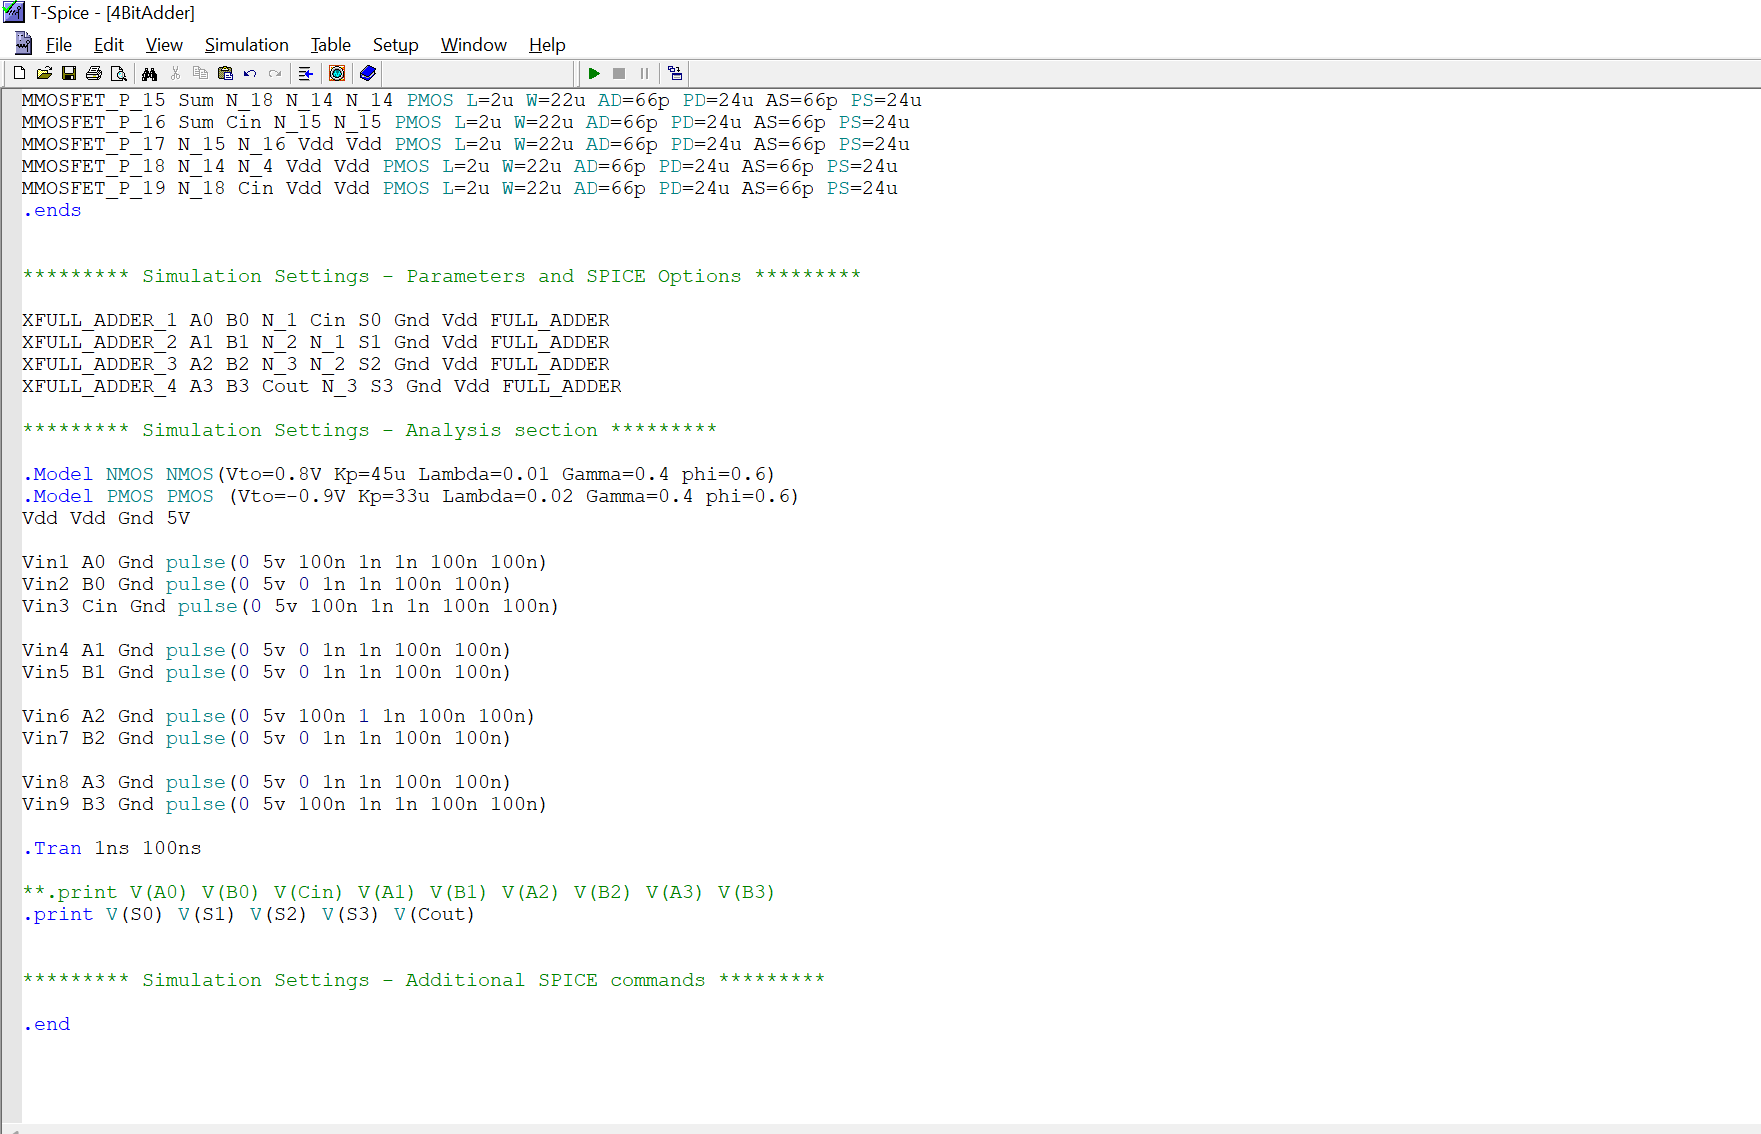 T-Spice - [4BitAdder]
File Edit View Simulation Table Setup Window Help
MMOSFET_P_15 Sum N_18 N_14 N_14 PMOS L=2u W=22u AD=66p PD=24u AS=66p PS=24u
MMOSFET_P_16 Sum Cin N_15 N_15 PMOS L=2u W=22u AD=66p PD=24u AS=66p PS=24u
MMOSFET_P_17 N_15 N_16 Vdd Vdd PMOS L=2u W=22u AD=66p PD=24u AS=66p PS=24u
MMOSFET_P_18 N_14 N_4 Vdd Vdd PMOS L=2u W=22u AD=66p PD=24u AS=66p PS=24u
MMOSFET_P_19 N_18 Cin Vdd Vdd PMOS L=2u W=22u AD=66p PD=24u AS=66p PS=24u
.ends
********* Simulation Settings - Parameters and SPICE Options *********
XFULL_ADDER_1 A0 B0 N_1 Cin S0 Gnd Vdd FULL_ADDER
XFULL_ADDER_2 A1 B1 N_2 N_1 S1 Gnd Vdd FULL_ADDER
XFULL_ADDER_3 A2 B2 N_3 N_2 S2 Gnd Vdd FULL_ADDER
XFULL_ADDER_4 A3 B3 Cout N_3 S3 Gnd Vdd FULL_ADDER
********* Simulation Settings - Analysis section *********
.Model NMOS NMOS(Vto=0.8V Kp=45u Lambda=0.01 Gamma=0.4 phi=0.6)
.Model PMOS PMOS (Vto=-0.9V Kp=33u Lambda=0.02 Gamma=0.4 phi=0.6)
Vdd Vdd Gnd 5V
Vin1 A0 Gnd pulse(0 5v 100n 1n 1n 100n 100n)
Vin2 B0 Gnd pulse(0 5v 0 1n 1n 100n 100n)
Vin3 Cin Gnd pulse(0 5v 100n 1n 1n 100n 100n)
Vin4 A1 Gnd pulse(0 5v 0 1n 1n 100n 100n)
Vin5 B1 Gnd pulse(0 5v 0 1n 1n 100n 100n)
Vin6 A2 Gnd pulse(0 5v 100n 1 1n 100n 100n)
Vin7 B2 Gnd pulse(0 5v 0 1n 1n 100n 100n)
Vin8 A3 Gnd pulse(0 5v 0 1n 1n 100n 100n)
Vin9 B3 Gnd pulse(0 5v 100n 1n 1n 100n 100n)
.Tran 1ns 100ns
**.print V(A0) V(B0) V(Cin) V(A1) V(B1) V(A2) V(B2) V(A3) V(B3)
.print V(S0) V(S1) V(S2) V(S3) V(Cout)
********* Simulation Settings - Additional SPICE commands *********
.end